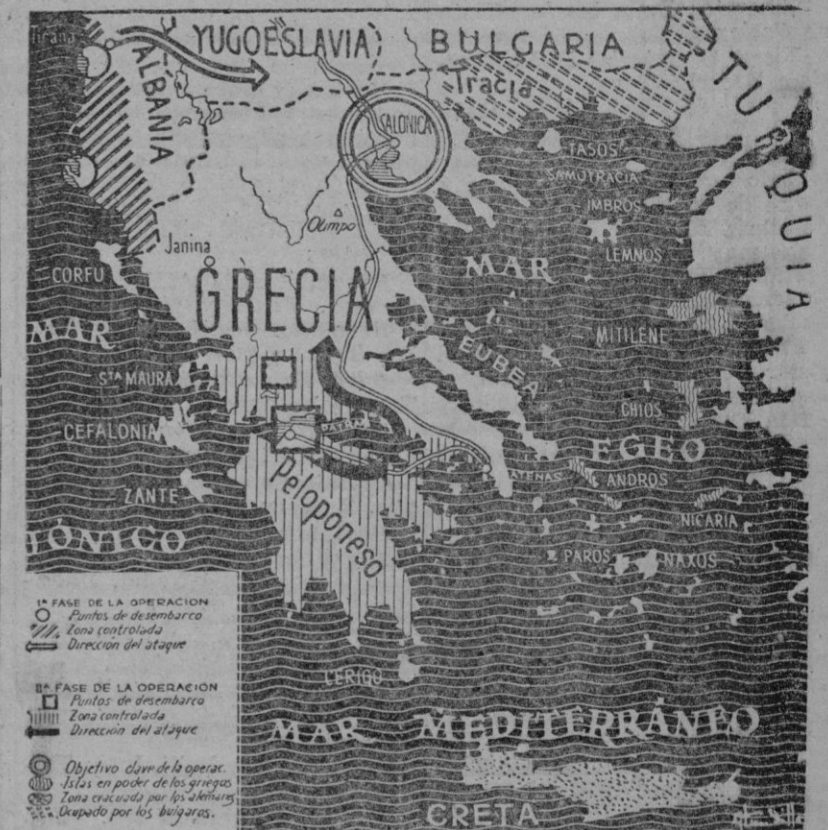 Tirana
YUGOESLAVIA
BULGARIA
TURQUIA
ALBANIA
Tracia
SALONICA
TASOS
SAMOTRACIA
IMBROS
LEMNOS
Olimpo
Janina
CORFU
GRECIA
MAR
MAR
MITILENE
EUBEA
STA MAURA
CHIOS
CEFALONIA
PATRAS
EGEO
ATENAS
ANDROS
Peloponeso
ZANTE
NICARIA
JÓNICO
PAROS
NAXOS
CERIGO
MAR MEDITERRÁNEO
CRETA
Iª FASE DE LA OPERACION
Puntos de desembarco
Zona controlada
Dirección del ataque
IIª FASE DE LA OPERACIÓN
Puntos de desembarco
Zona controlada
Dirección del ataque
Objetivo clave de la operac.
Islas en poder de los griegos
Zona evacuada por los alemanes
Ocupado por los bulgaros.